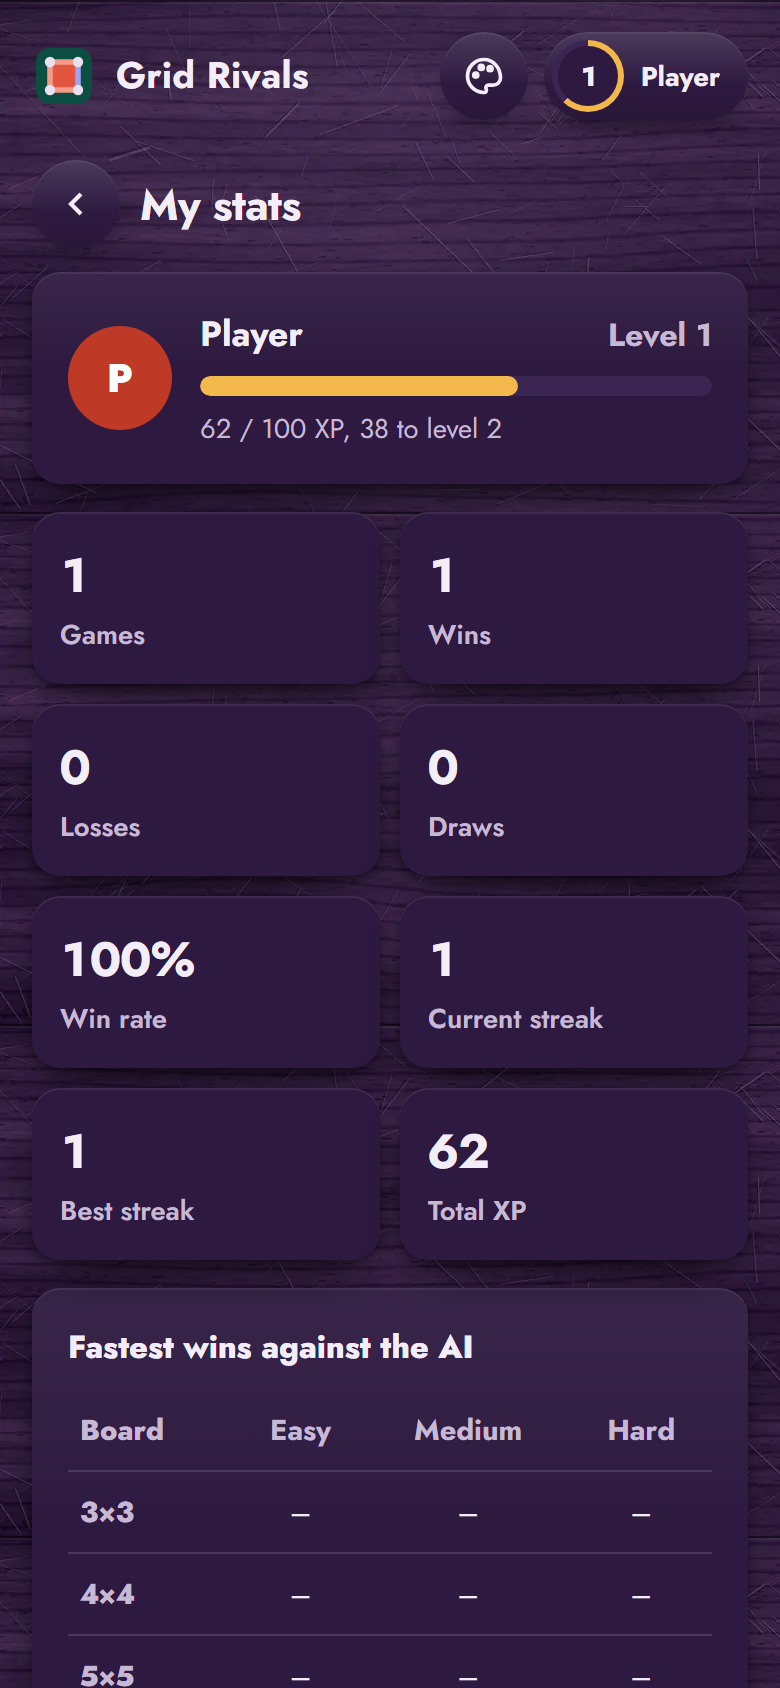 Grid Rivals
1 Player
My stats
P
Player
Level 1
62 / 100 XP, 38 to level 2
1
Games
1
Wins
0
Losses
0
Draws
100%
Win rate
1
Current streak
1
Best streak
62
Total XP
Fastest wins against the AI
Board Easy Medium Hard
3×3 – – –
4×4 – – –
5×5 – – –